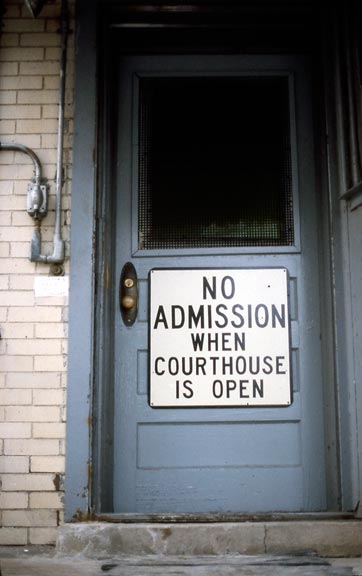 NO
ADMISSION
WHEN
COURTHOUSE
IS OPEN